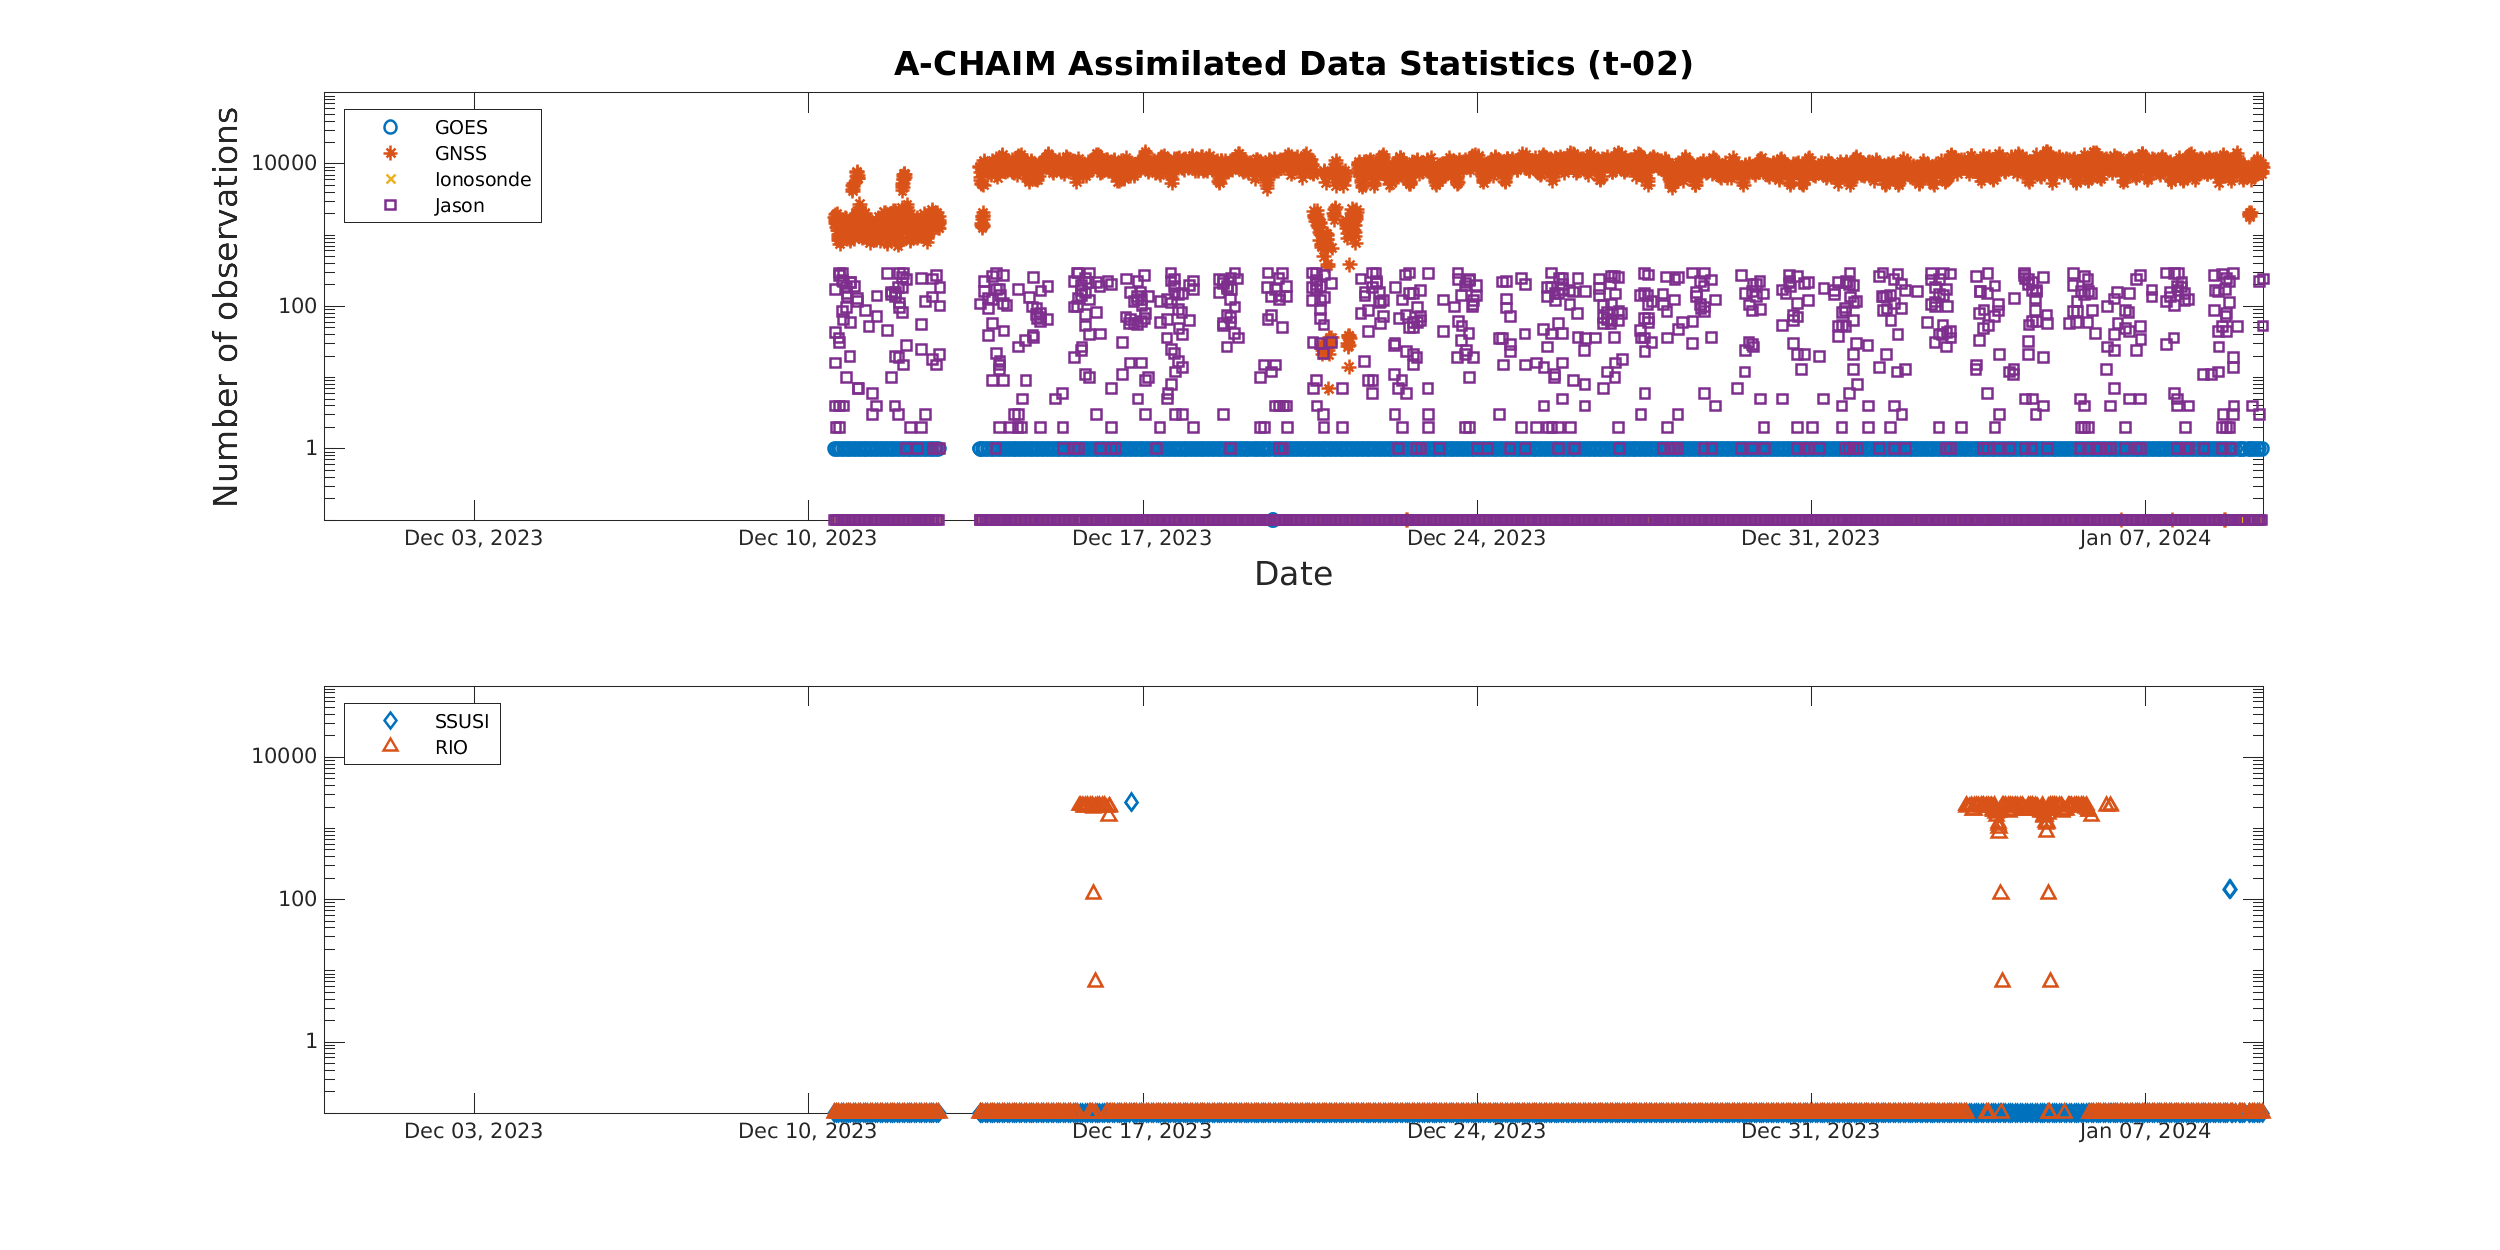 A-CHAIM Assimilated Data Statistics (t-02)
Number of observations
GOES
GNSS
Ionosonde
Jason
10000
100
1
Dec 03, 2023 Dec 10, 2023 Dec 17, 2023 Dec 24, 2023 Dec 31, 2023 Jan 07, 2024
Date
SSUSI
RIO
10000
100
1
Dec 03, 2023 Dec 10, 2023 Dec 17, 2023 Dec 24, 2023 Dec 31, 2023 Jan 07, 2024